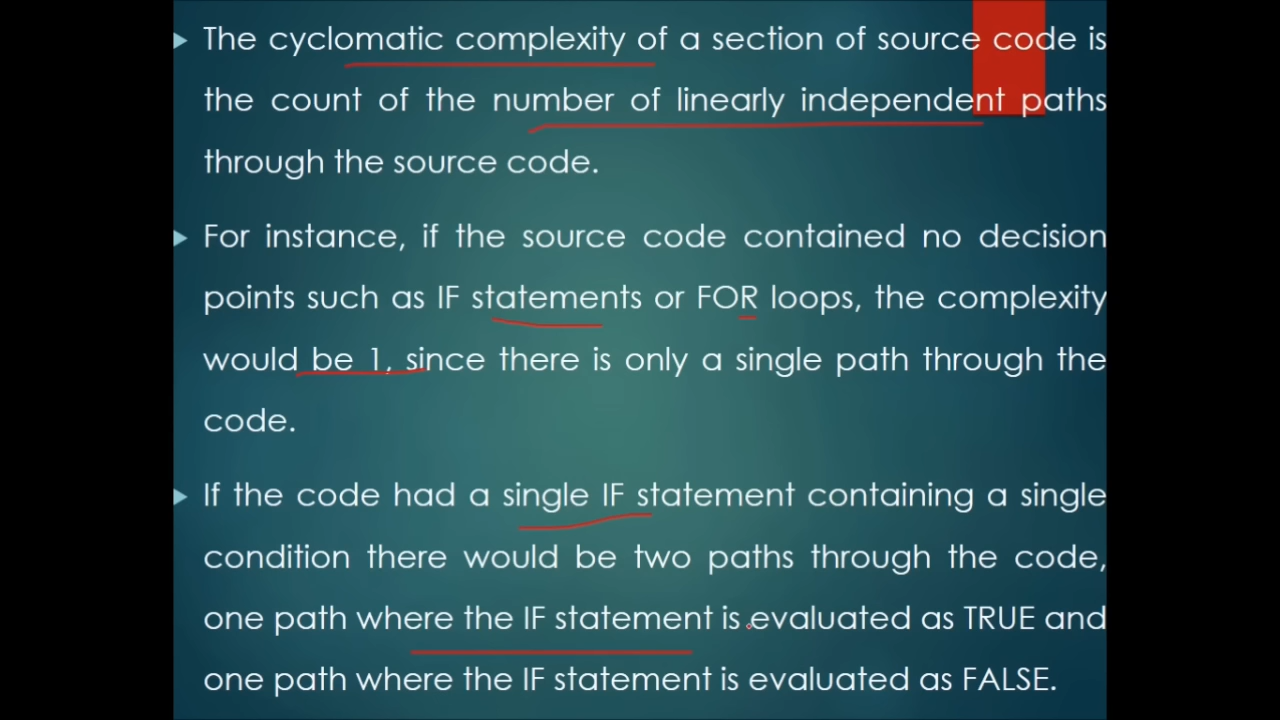 The cyclomatic complexity of a section of source code is
the count of the number of linearly independent paths
through the source code.
For instance, if the source code contained no decision
points such as IF statements or FOR loops, the complexity
would be 1, since there is only a single path through the
code.
If the code had a single IF statement containing a single
condition there would be two paths through the code,
one path where the IF statement is evaluated as TRUE and
one path where the IF statement is evaluated as FALSE.